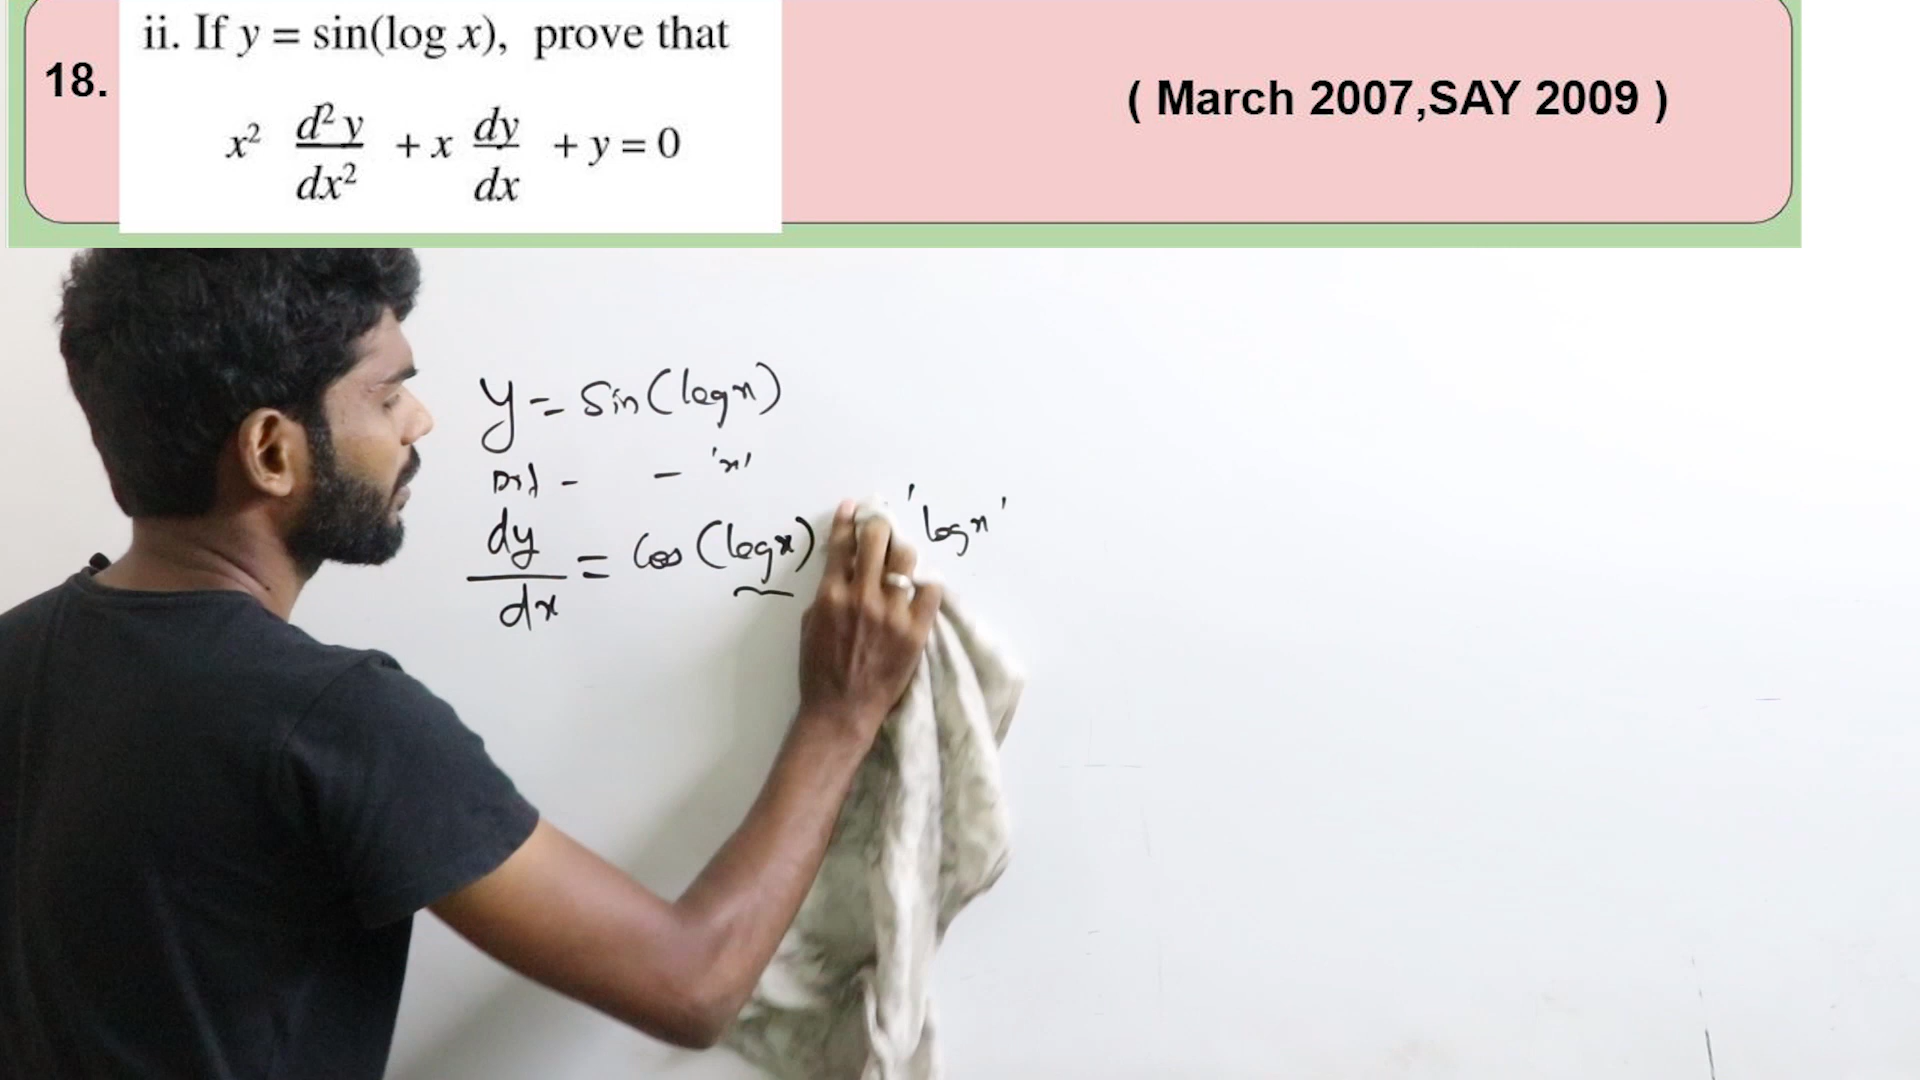 ii. If y = sin(log x), prove that
18.
( March 2007,SAY 2009 )
x² d²y/dx² + x dy/dx + y = 0
y = Sin(logx)
- - 'x'
dy/dx = Cos (logx) 'logx'